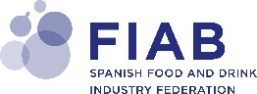 FIAB
SPANISH FOOD AND DRINK
INDUSTRY FEDERATION